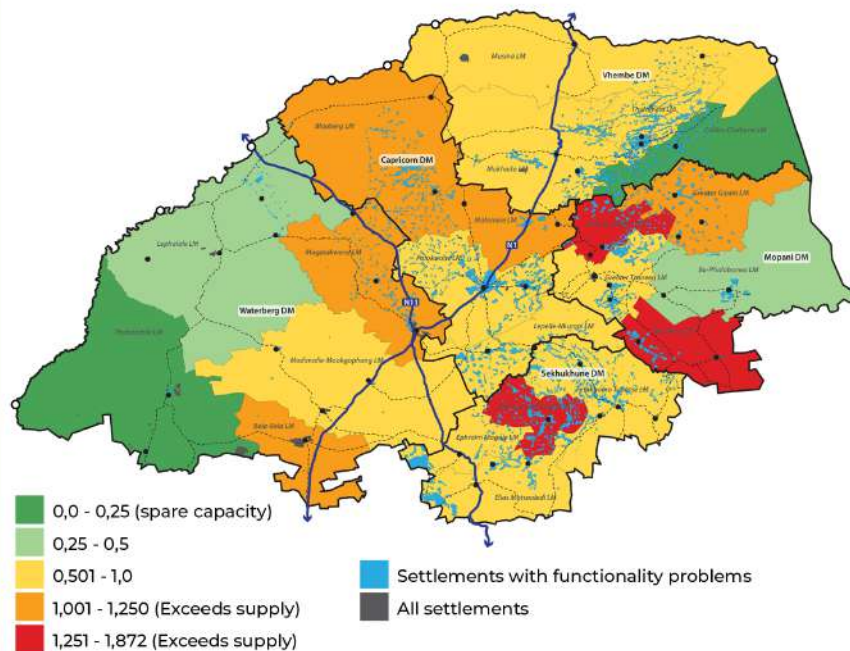 Musina LM
Vhembe DM
Thulamela LM
Collins Chabane LM
Blouberg LM
Capricorn DM
Makhado LM
Greater Giyani LM
Molemole LM
N1
Lephalale LM
Mogalakwena LM
Polokwane LM
Greater Tzaneen LM
Mopani DM
Ba-Phalaborwa LM
N11
Waterberg DM
Thabazimbi LM
Lepelle-Nkumpi LM
Modimolle-Mookgophong LM
Sekhukhune DM
Bela-Bela LM
Ephraim Mogale LM
Elias Motsoaledi LM
0,0 - 0,25 (spare capacity)
0,25 - 0,5
0,501 - 1,0
1,001 - 1,250 (Exceeds supply)
1,251 - 1,872 (Exceeds supply)
Settlements with functionality problems
All settlements